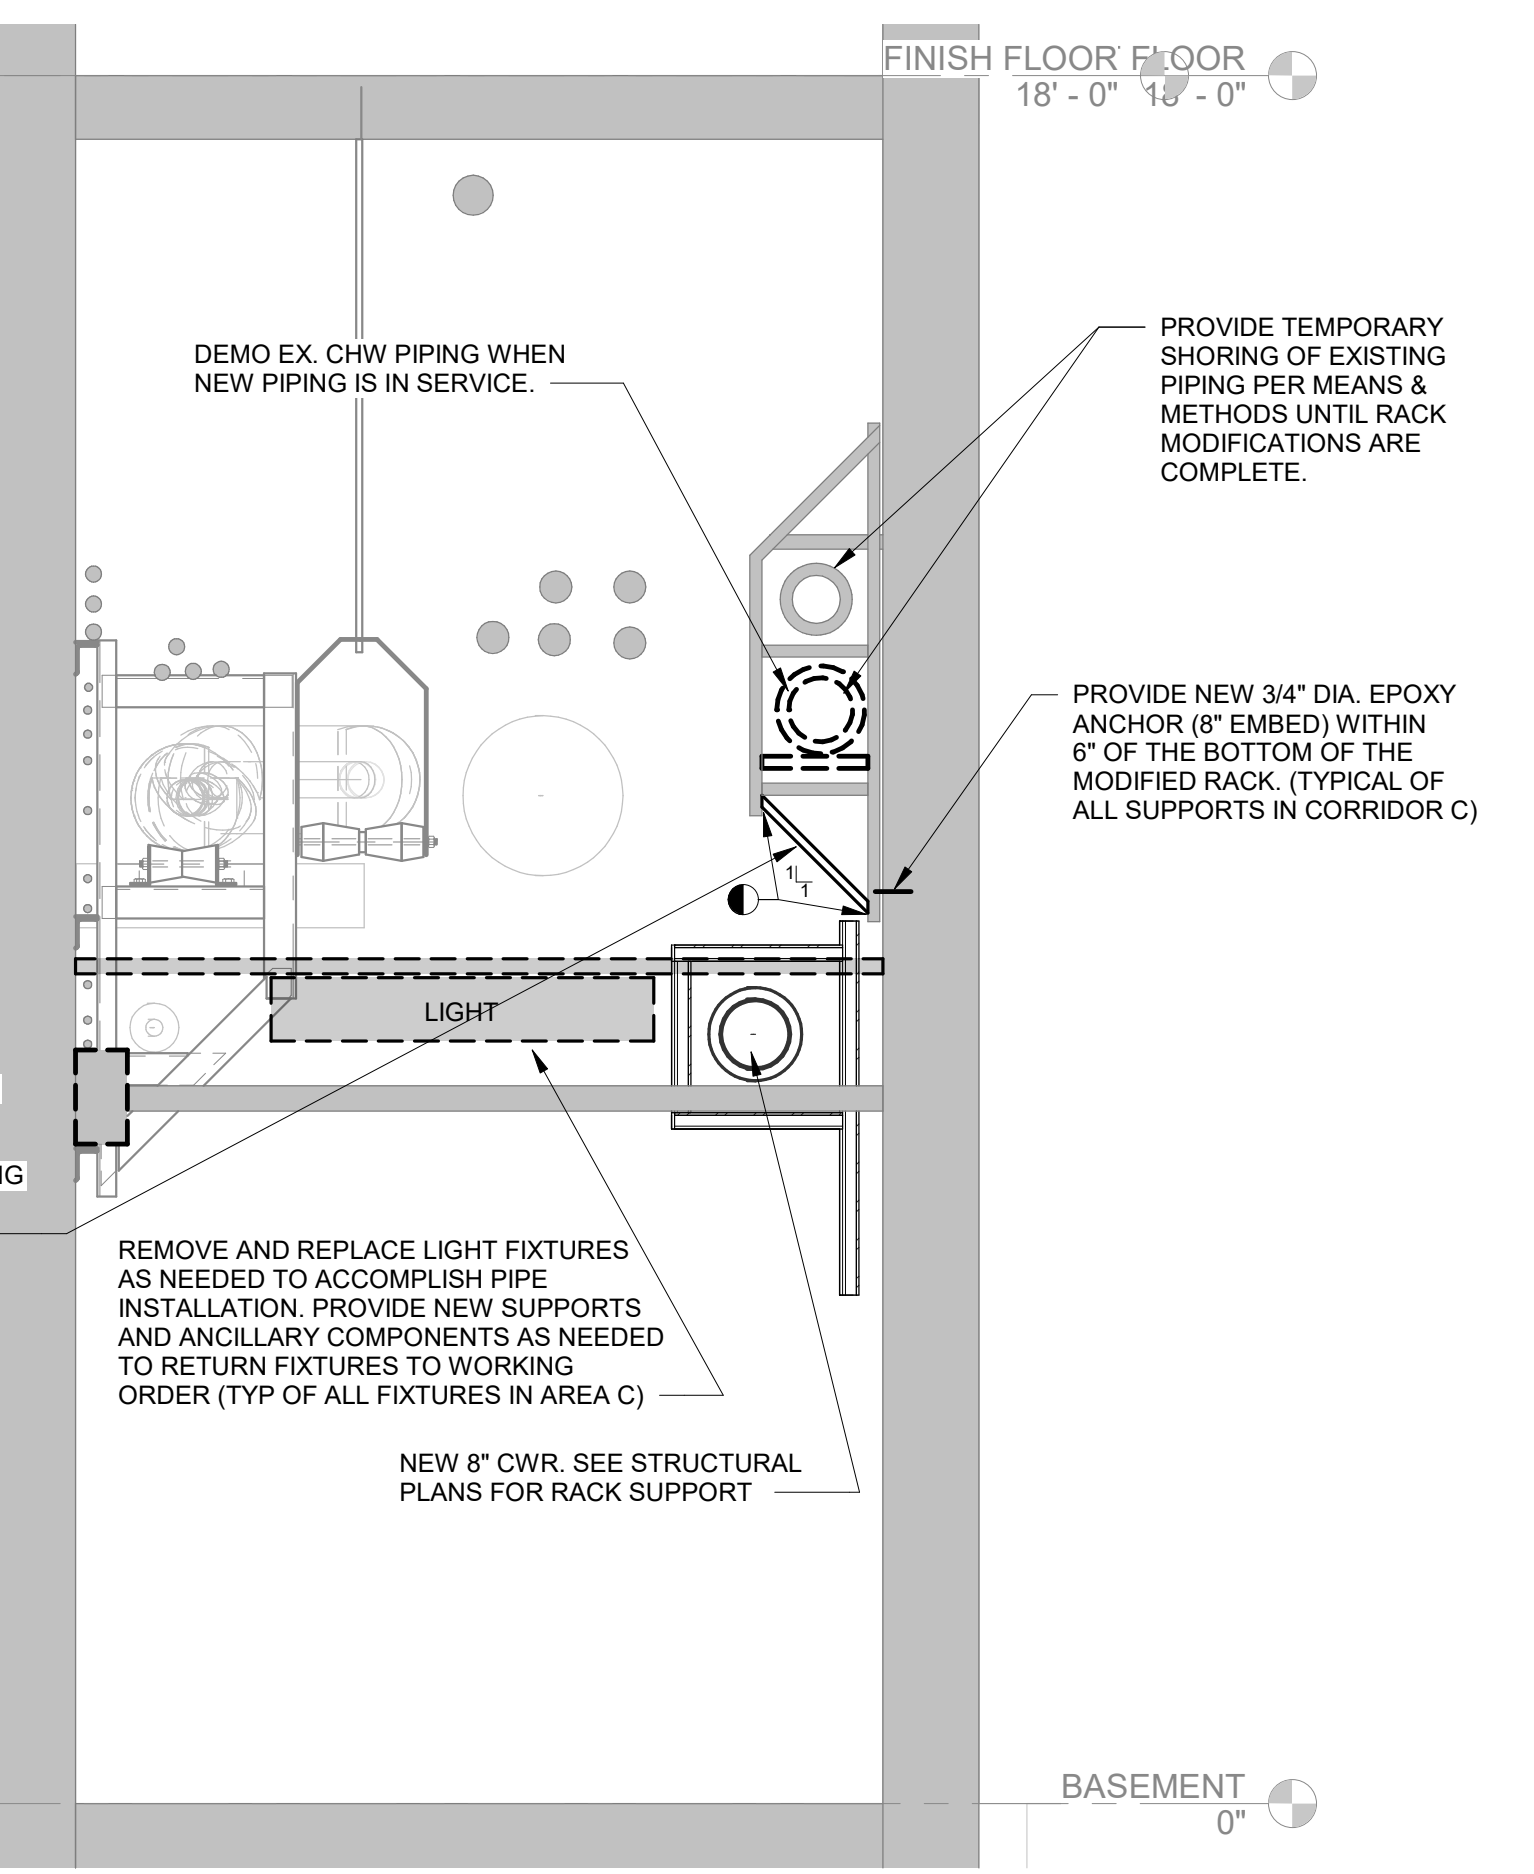 FINISH FLOOR FLOOR
18' - 0" 18' - 0"
DEMO EX. CHW PIPING WHEN
NEW PIPING IS IN SERVICE.
PROVIDE TEMPORARY
SHORING OF EXISTING
PIPING PER MEANS &
METHODS UNTIL RACK
MODIFICATIONS ARE
COMPLETE.
PROVIDE NEW 3/4" DIA. EPOXY
ANCHOR (8" EMBED) WITHIN
6" OF THE BOTTOM OF THE
MODIFIED RACK. (TYPICAL OF
ALL SUPPORTS IN CORRIDOR C)
1
1
LIGHT
REMOVE AND REPLACE LIGHT FIXTURES
AS NEEDED TO ACCOMPLISH PIPE
INSTALLATION. PROVIDE NEW SUPPORTS
AND ANCILLARY COMPONENTS AS NEEDED
TO RETURN FIXTURES TO WORKING
ORDER (TYP OF ALL FIXTURES IN AREA C)
NEW 8" CWR. SEE STRUCTURAL
PLANS FOR RACK SUPPORT
BASEMENT
0"